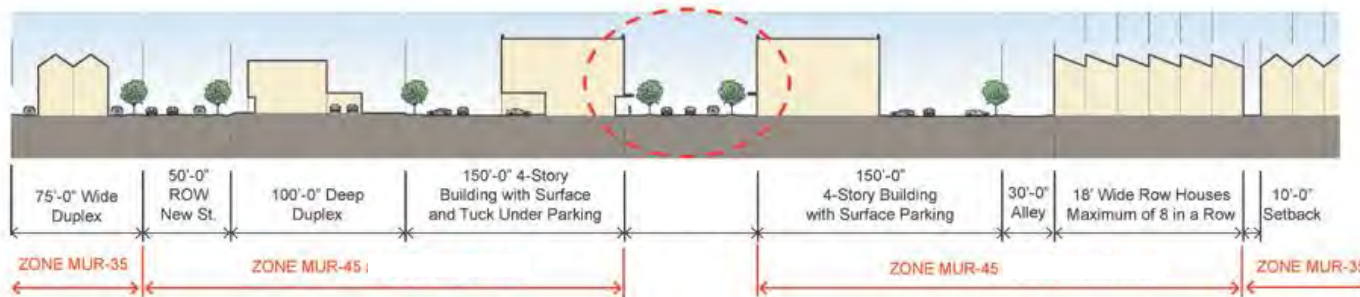 75'-0" Wide
Duplex
50'-0"
ROW
New St.
100'-0" Deep
Duplex
150'-0" 4-Story
Building with Surface
and Tuck Under Parking
150'-0"
4-Story Building
with Surface Parking
30'-0"
Alley
18' Wide Row Houses
Maximum of 8 in a Row
10'-0"
Setback
ZONE MUR-35
ZONE MUR-45
ZONE MUR-45
ZONE MUR-35